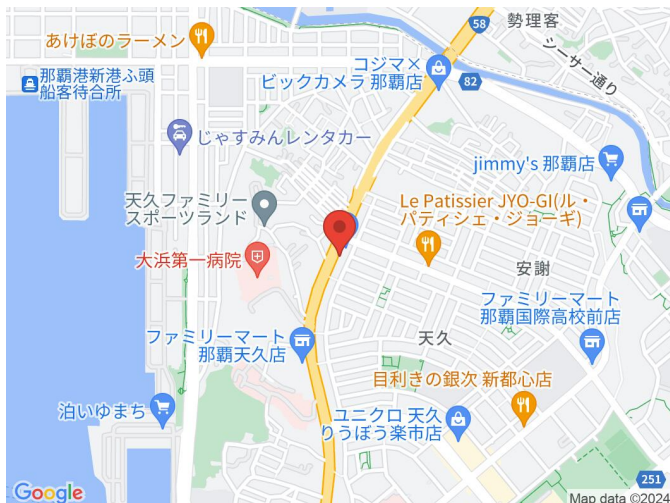 58
勢理客
シーサー通り
あけぼのラーメン
コジマ×
ビックカメラ 那覇店
82
那覇港新港ふ頭
船客待合所
じゃすみんレンタカー
jimmy's 那覇店
天久ファミリー
スポーツランド
Le Patissier JYO-GI(ル・
パティシェ・ジョーギ)
大浜第一病院
安謝
ファミリーマート
那覇国際高校前店
ファミリーマート
那覇天久店
天久
目利きの銀次 新都心店
泊いゆまち
ユニクロ 天久
りうぼう楽市店
251
Google
Map data ©2024